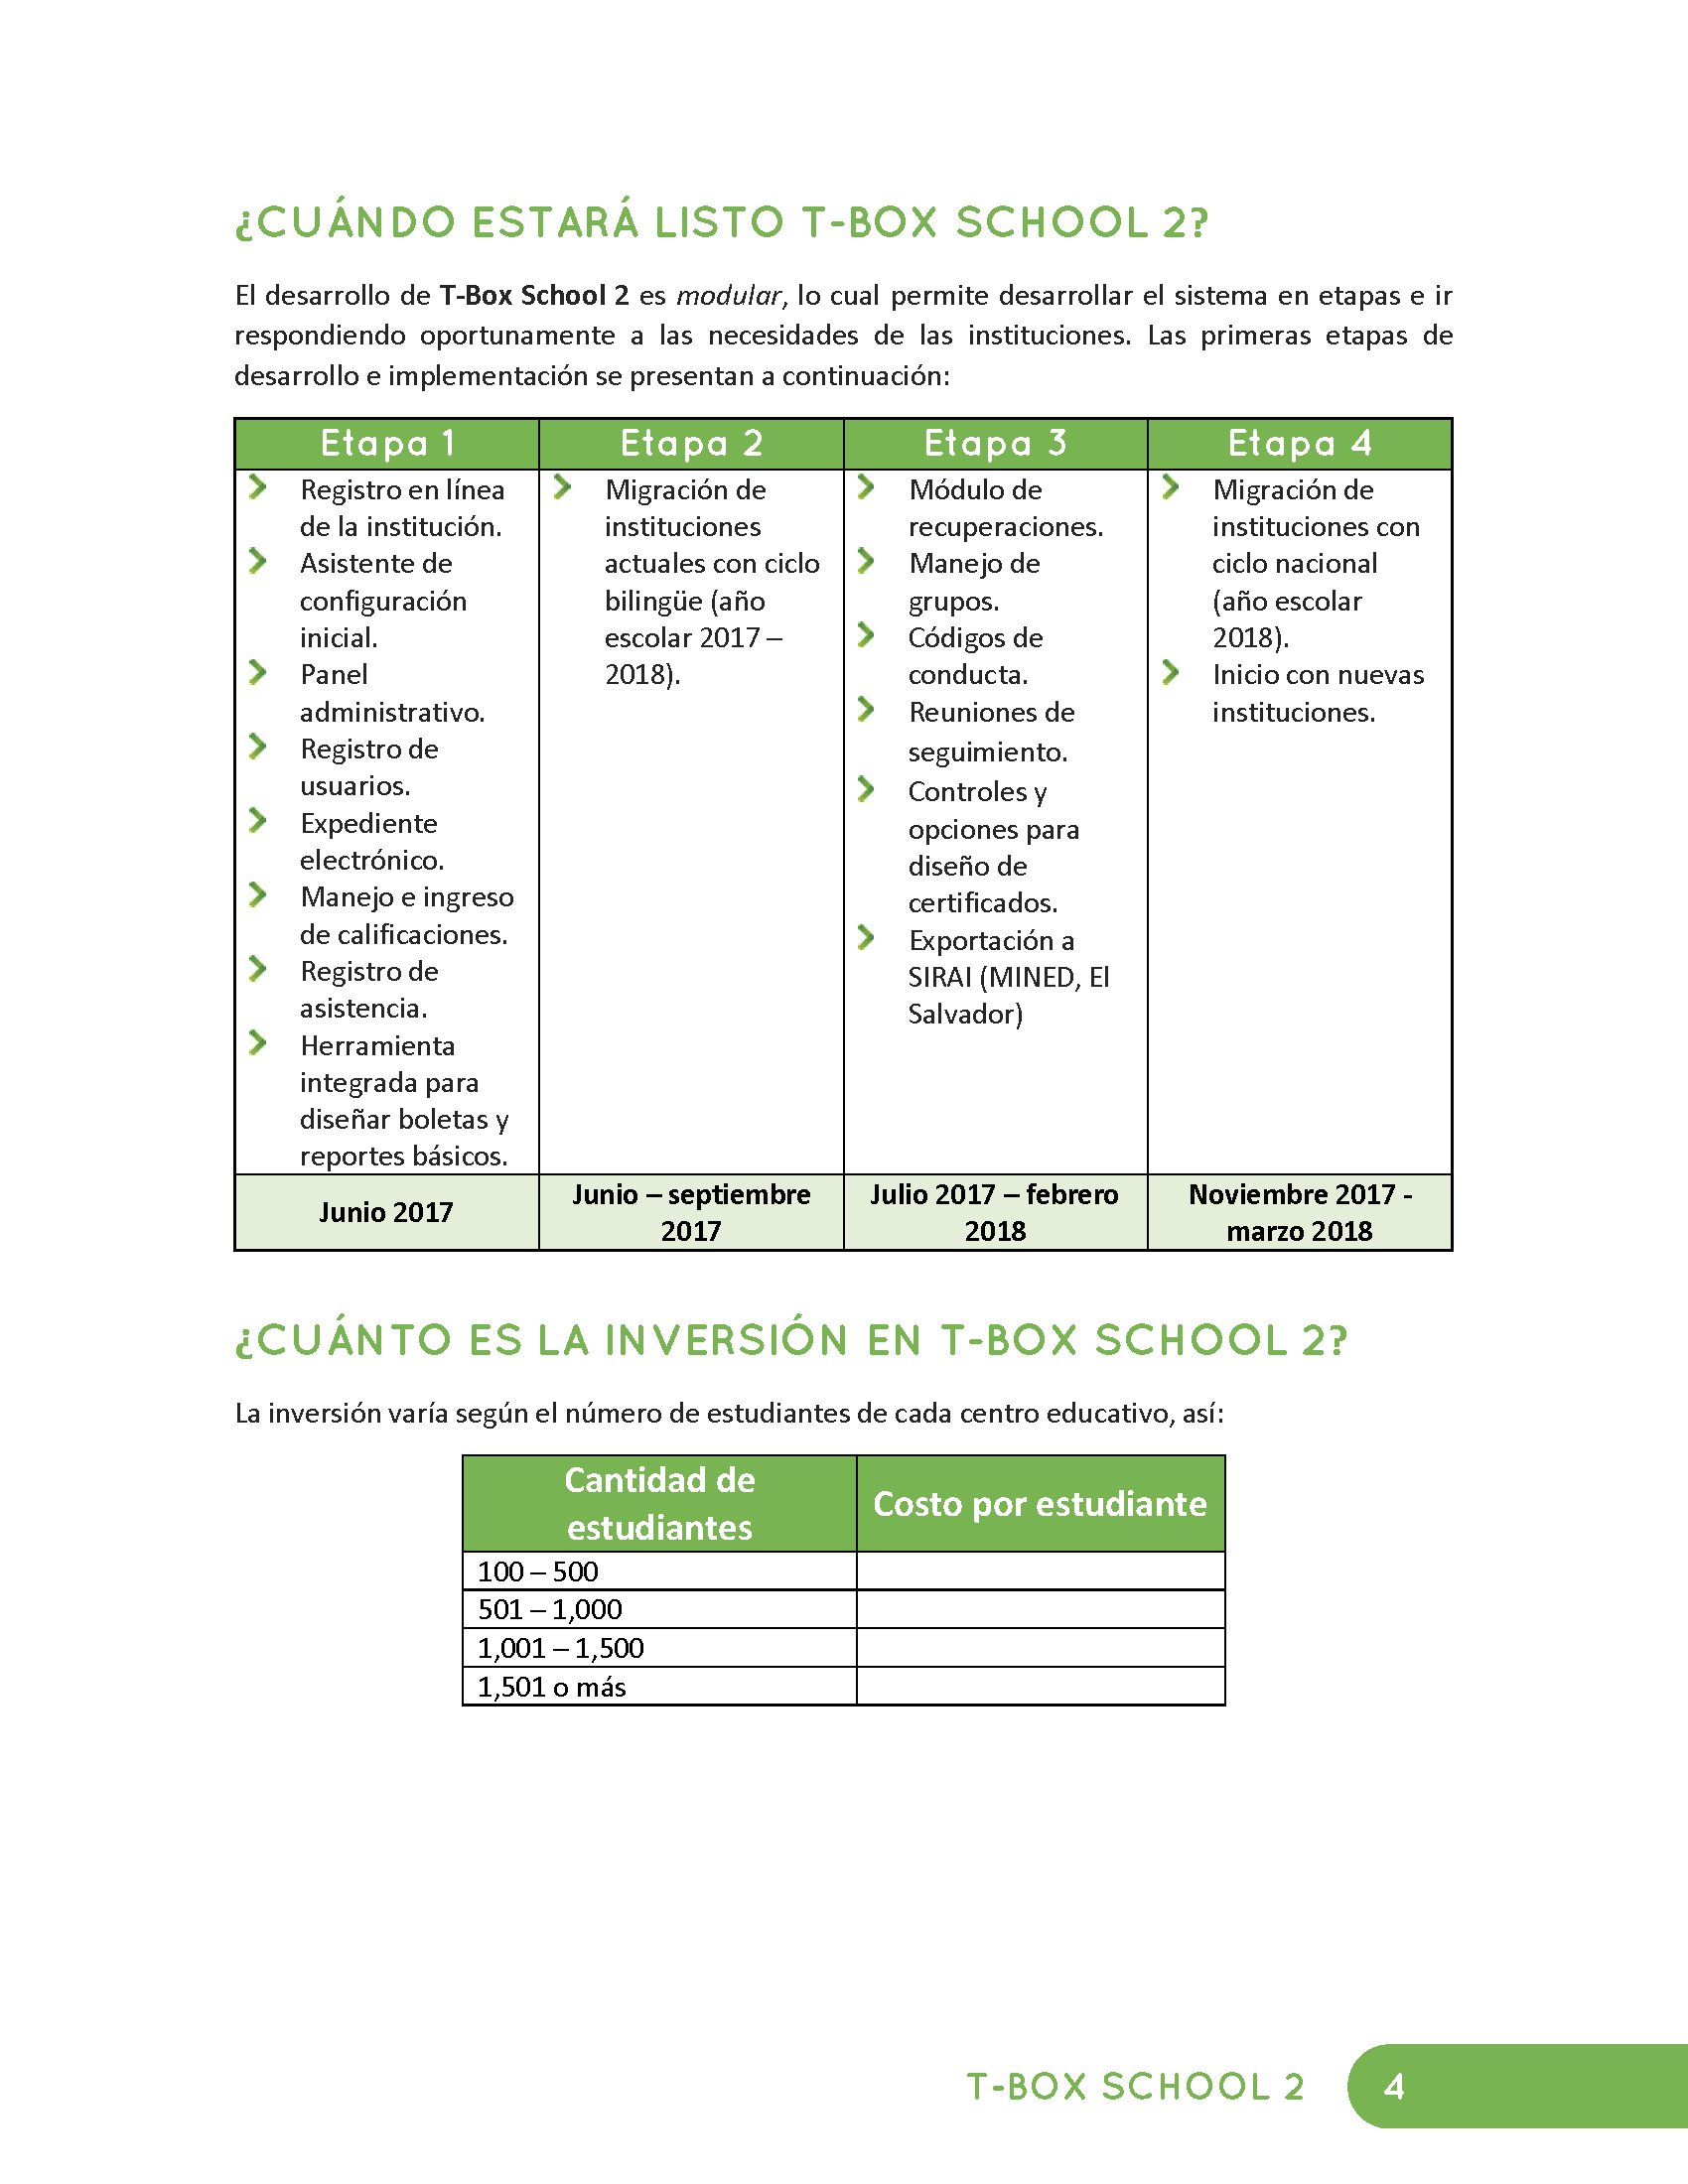 ¿CUÁNDO ESTARÁ LISTO T-BOX SCHOOL 2?
El desarrollo de T-Box School 2 es modular, lo cual permite desarrollar el sistema en etapas e ir
respondiendo oportunamente a las necesidades de las instituciones. Las primeras etapas de
desarrollo e implementación se presentan a continuación:
Etapa 1
Registro en línea
de la institución.
Asistente de
configuración
inicial.
Panel
administrativo.
Registro de
usuarios.
Expediente
electrónico.
Manejo e ingreso
de calificaciones.
Registro de
asistencia.
Herramienta
integrada para
diseñar boletas y
reportes básicos.
Junio 2017
Etapa 2
Migración de
instituciones
actuales con ciclo
bilingüe (año
escolar 2017 –
2018).
Junio – septiembre
2017
Etapa 3
Módulo de
recuperaciones.
Manejo de
grupos.
Códigos de
conducta.
Reuniones de
seguimiento.
Controles y
opciones para
diseño de
certificados.
Exportación a
SIRAI (MINED, El
Salvador)
Julio 2017 – febrero
2018
Etapa 4
Migración de
instituciones con
ciclo nacional
(año escolar
2018).
Inicio con nuevas
instituciones.
Noviembre 2017 -
marzo 2018
¿CUÁNTO ES LA INVERSIÓN EN T-BOX SCHOOL 2?
La inversión varía según el número de estudiantes de cada centro educativo, así:
Cantidad de
estudiantes
Costo por estudiante
100 – 500
501 – 1,000
1,001 – 1,500
1,501 o más
T-BOX SCHOOL 2 4